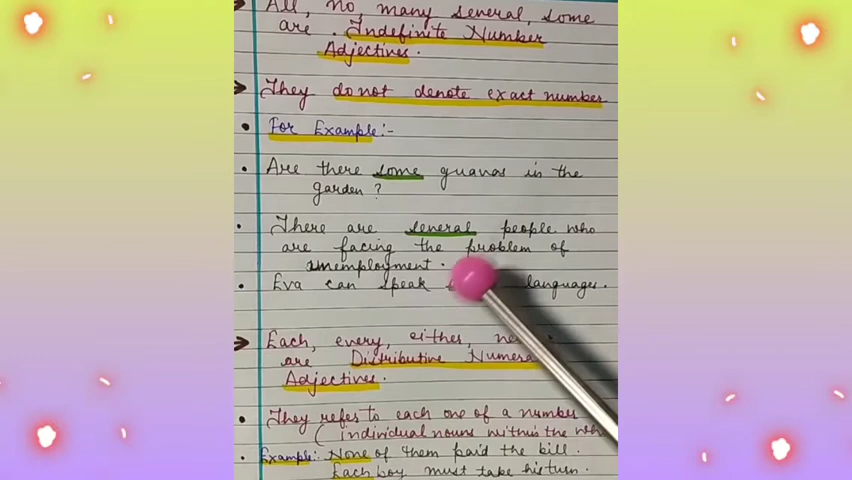 All, no many several, some
are . Indefinite Number
Adjectives.
They do not denote exact number
For Example:-
Are there some guavas in the
garden?
There are several people who
are facing the problem of
unemployment.
Eva can speak languages.
Each, every, either,
are Distributive
Adjectives.
They refers to each one of a number
(individual nouns within the
Example: None of them paid the bill.
Each boy must take his turn.